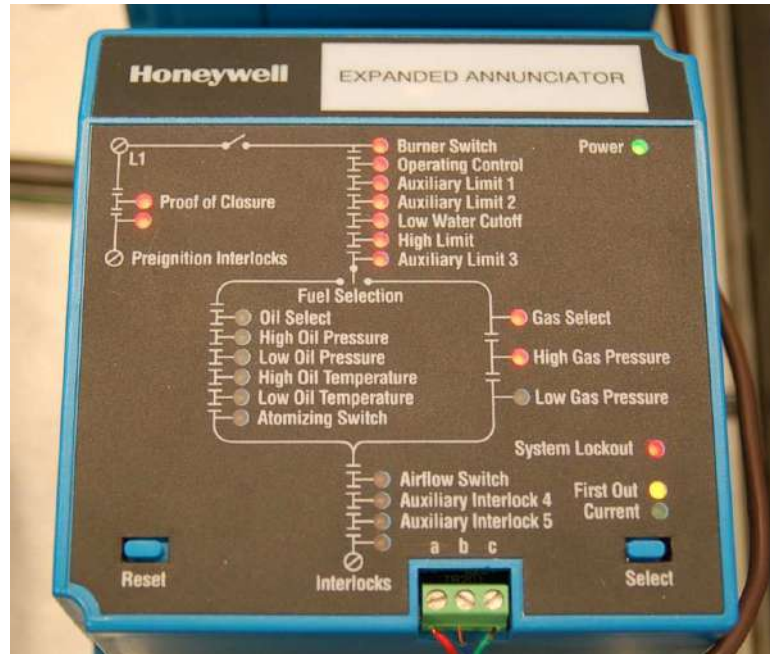 Honeywell
EXPANDED ANNUNCIATOR
L1
Burner Switch
Power
Operating Control
Auxiliary Limit 1
Proof of Closure
Auxiliary Limit 2
Low Water Cutoff
High Limit
Preignition Interlocks
Auxiliary Limit 3
Fuel Selection
Oil Select
Gas Select
High Oil Pressure
Low Oil Pressure
High Gas Pressure
High Oil Temperature
Low Oil Temperature
Low Gas Pressure
Atomizing Switch
System Lockout
Airflow Switch
First Out
Auxiliary Interlock 4
Current
Auxiliary Interlock 5
a b c
Reset
Interlocks
Select